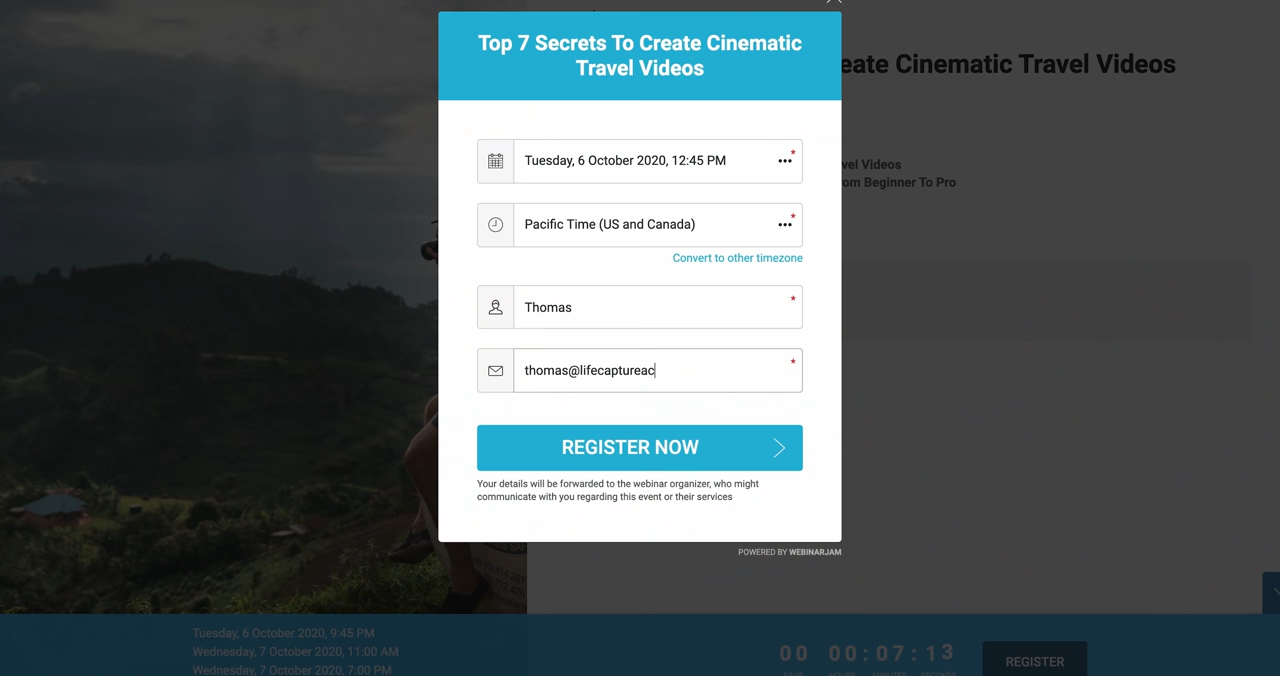 Top 7 Secrets To Create Cinematic
Travel Videos
eate Cinematic Travel Videos
Tuesday, 6 October 2020, 12:45 PM
•••
*
vel Videos
om Beginner To Pro
Pacific Time (US and Canada)
•••
*
Convert to other timezone
Thomas
*
thomas@lifecaptureac
*
REGISTER NOW
Your details will be forwarded to the webinar organizer, who might
communicate with you regarding this event or their services
POWERED BY WEBINARJAM
Tuesday, 6 October 2020, 9:45 PM
Wednesday, 7 October 2020, 11:00 AM
Wednesday, 7 October 2020, 7:00 PM
00 00:07:13
REGISTER